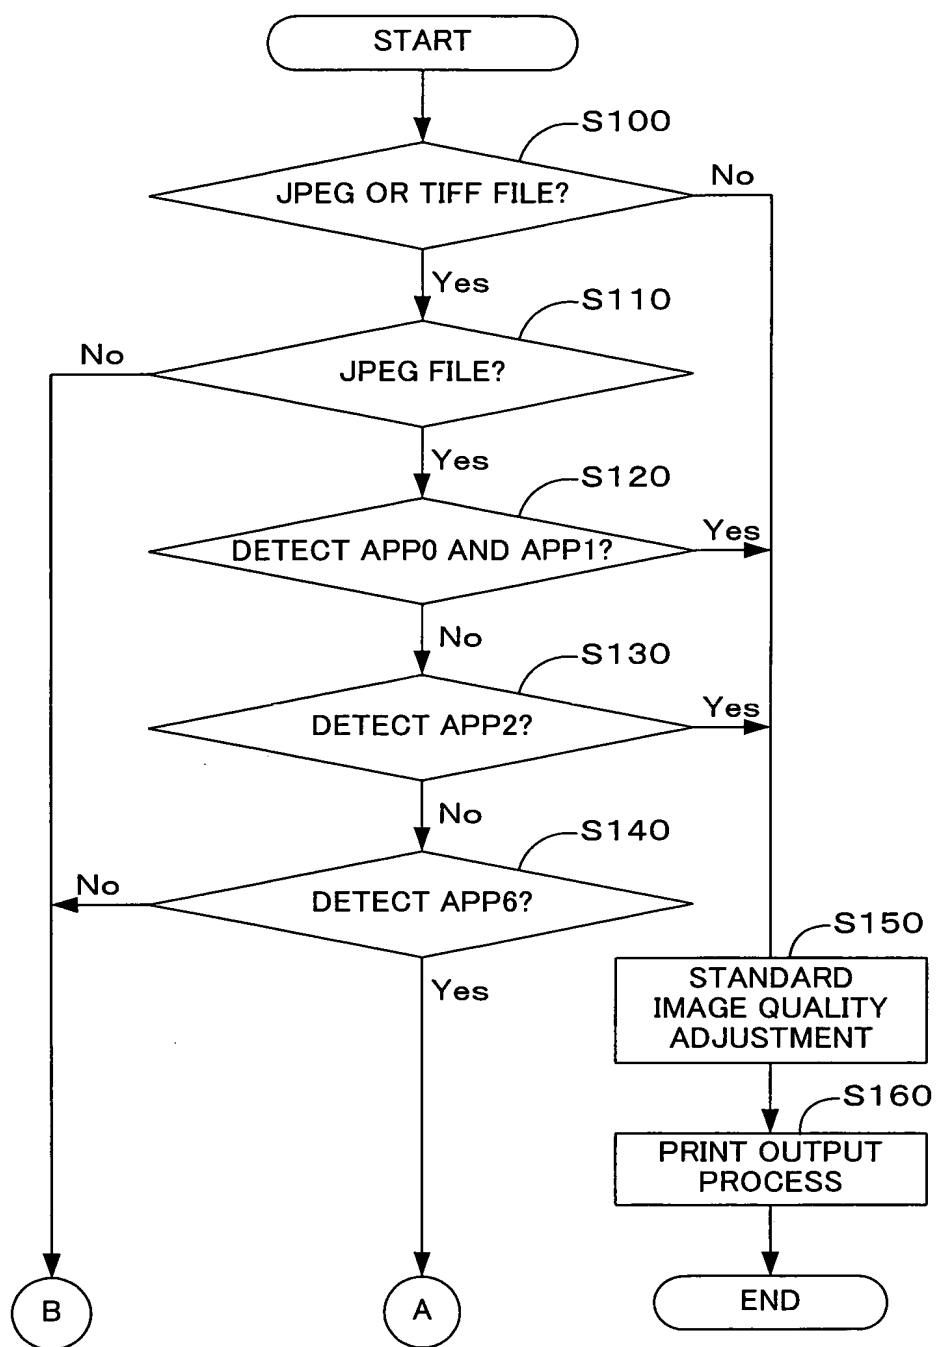 START
S100
JPEG OR TIFF FILE?
No
Yes
S110
No
JPEG FILE?
Yes
S120
DETECT APP0 AND APP1?
Yes
No
S130
DETECT APP2?
Yes
No
S140
No
DETECT APP6?
Yes
S150
STANDARD
IMAGE QUALITY
ADJUSTMENT
S160
PRINT OUTPUT
PROCESS
B
A
END